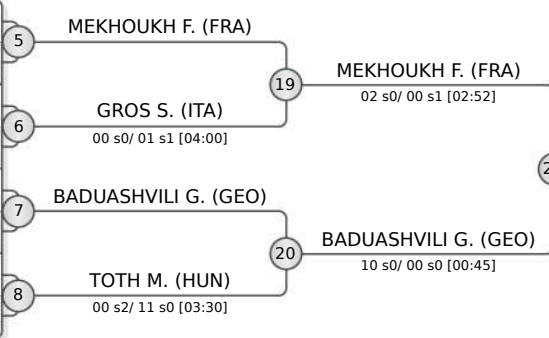 MEKHOUKH F. (FRA)
5
19
MEKHOUKH F. (FRA)
02 s0/ 00 s1 [02:52]
GROS S. (ITA)
6
00 s0/ 01 s1 [04:00]
BADUASHVILI G. (GEO)
7
20
BADUASHVILI G. (GEO)
10 s0/ 00 s0 [00:45]
TOTH M. (HUN)
8
00 s2/ 11 s0 [03:30]